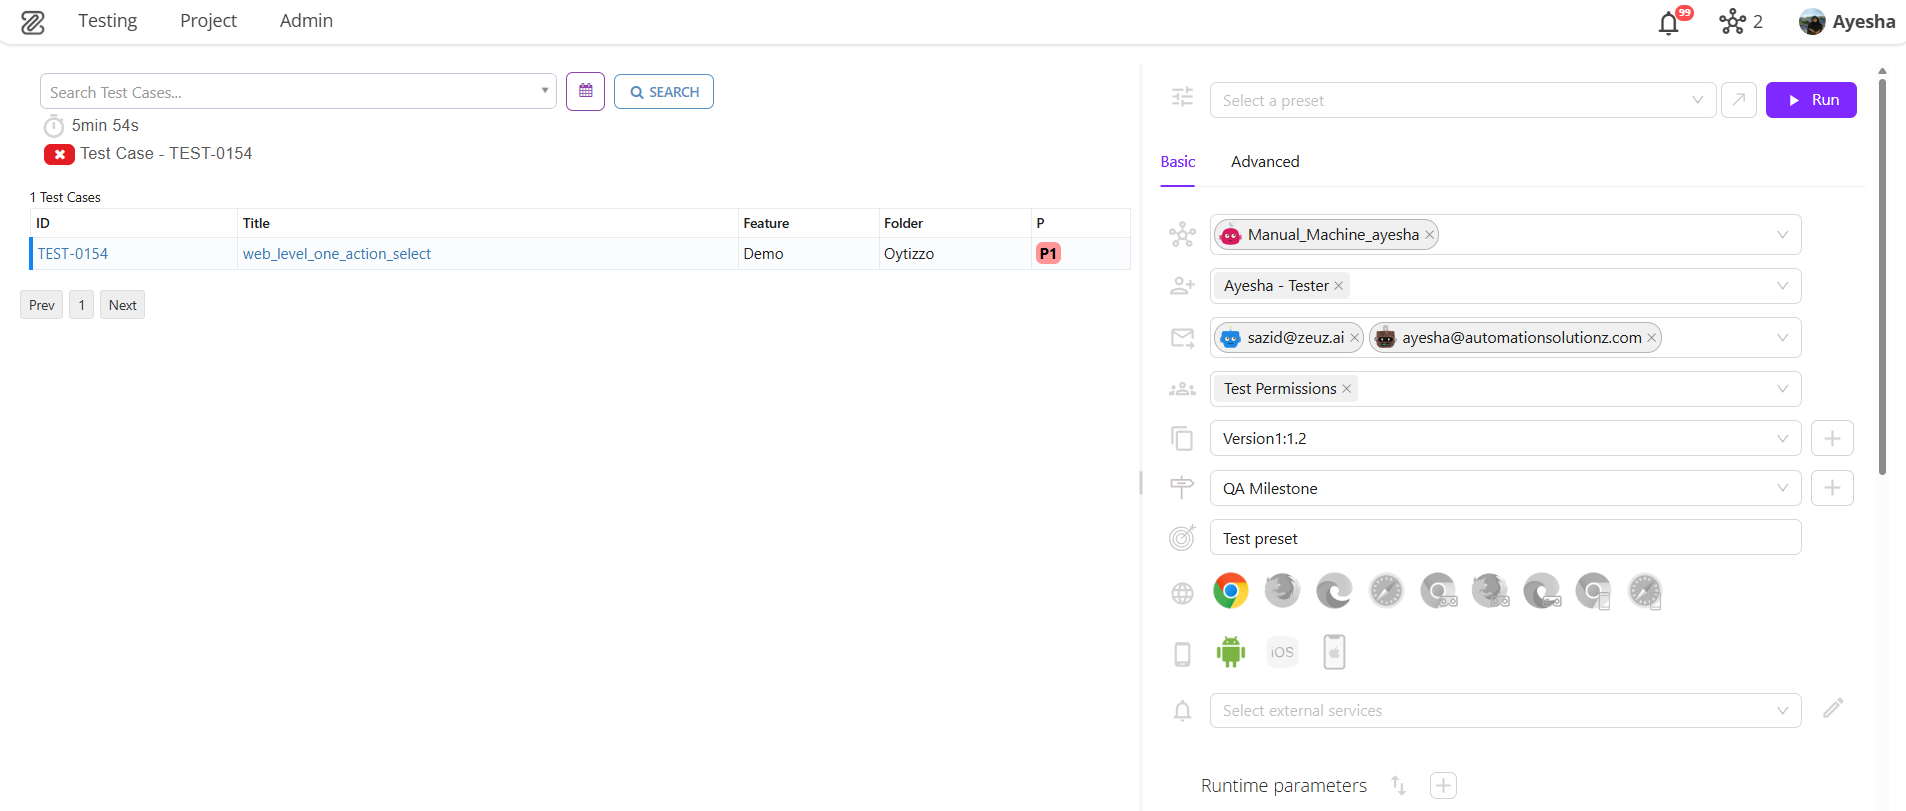 Testing Project Admin 99 2 Ayesha
Search Test Cases... SEARCH
5min 54s
Test Case - TEST-0154
1 Test Cases
ID Title Feature Folder P
TEST-0154 web_level_one_action_select Demo Oytizzo P1
Prev 1 Next
Select a preset Run
Basic Advanced
Manual_Machine_ayesha
Ayesha - Tester
sazid@zeuz.ai ayesha@automationsolutionz.com
Test Permissions
Version1:1.2
QA Milestone
Test preset
iOS
Select external services
Runtime parameters